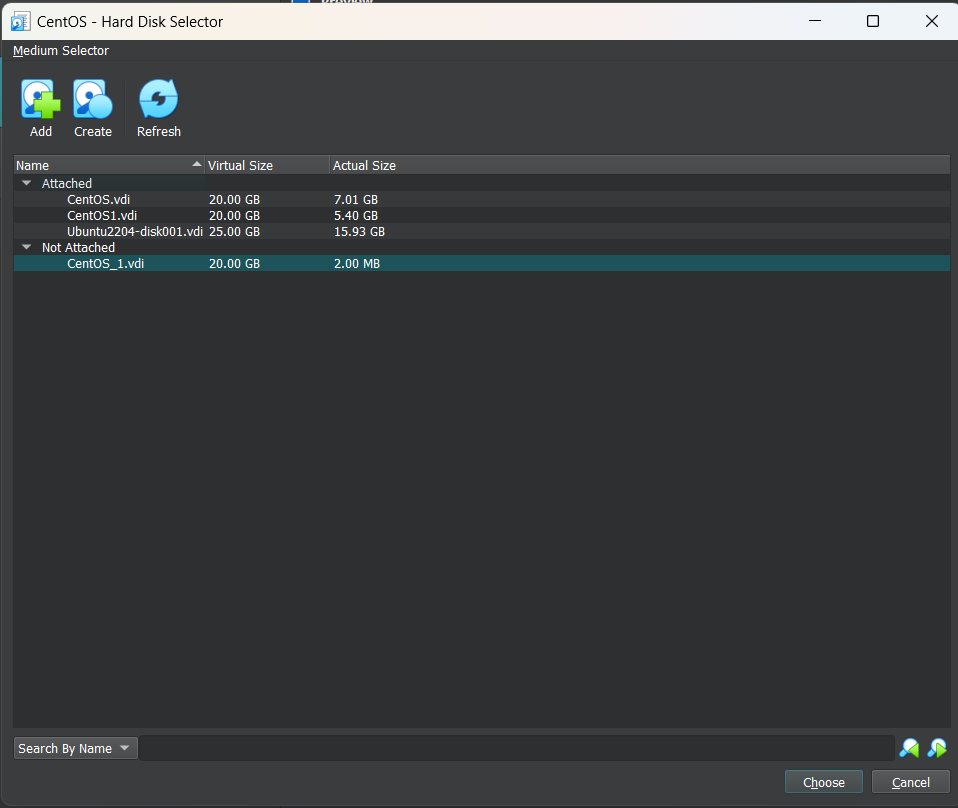 CentOS - Hard Disk Selector
Medium Selector
Add Create Refresh
Name Virtual Size Actual Size
Attached
CentOS.vdi 20.00 GB 7.01 GB
CentOS1.vdi 20.00 GB 5.40 GB
Ubuntu2204-disk001.vdi 25.00 GB 15.93 GB
Not Attached
CentOS_1.vdi 20.00 GB 2.00 MB
Search By Name
Choose Cancel